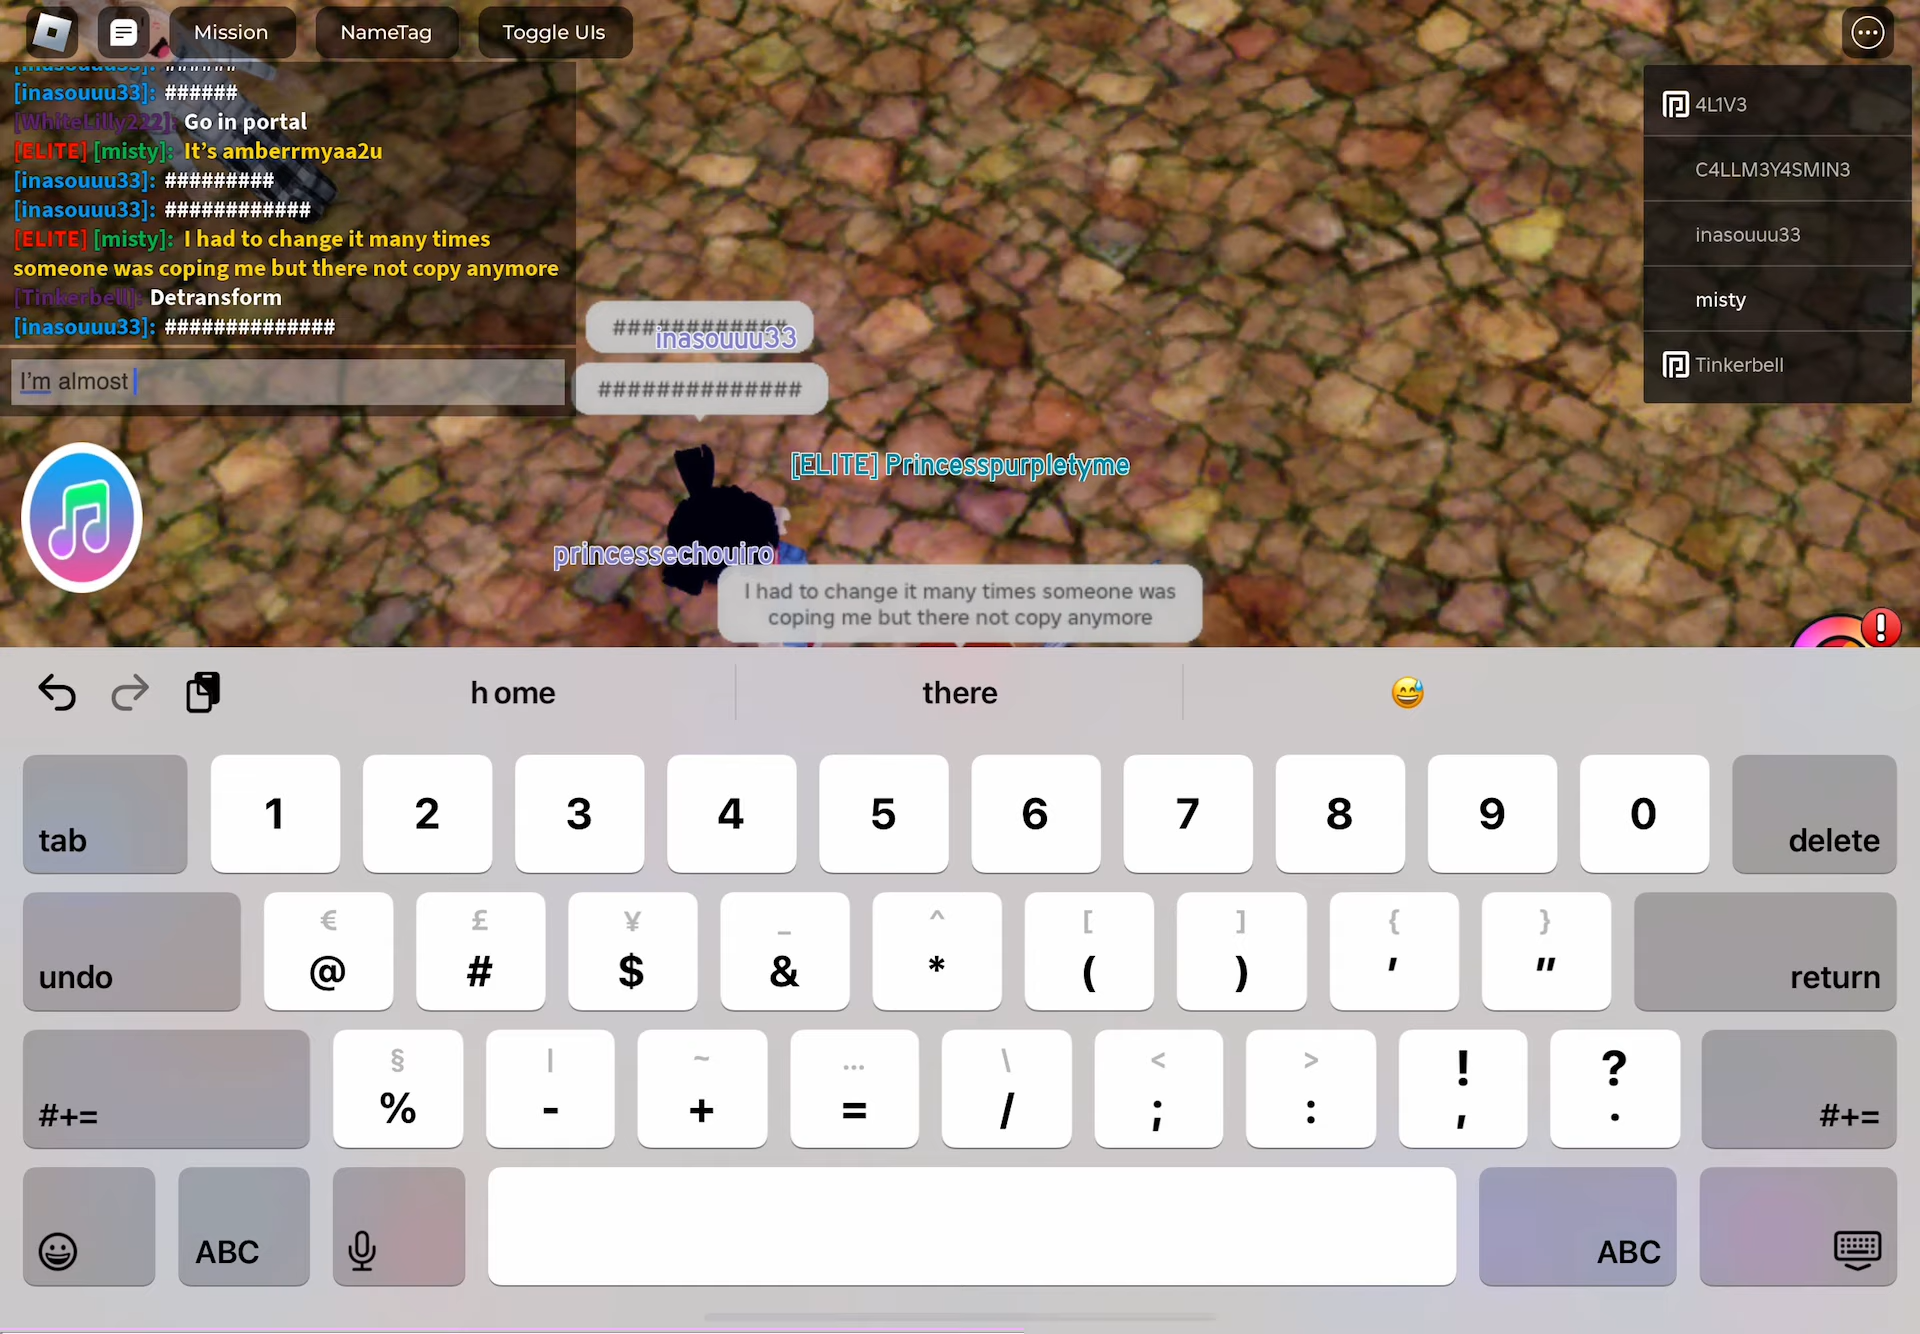 Mission
NameTag
Toggle UIs
[inasouuu33]: ######
[inasouuu33]: ######
[WhiteLilly222]: Go in portal
[ELITE] [misty]: It's amberrmyaa2u
[inasouuu33]: #########
[inasouuu33]: ############
[ELITE] [misty]: I had to change it many times
someone was coping me but there not copy anymore
[Tinkerbell]: Detransform
[inasouuu33]: ##############
I'm almost
4L1V3
C4LLM3Y4SMIN3
inasouuu33
misty
Tinkerbell
############
inasouuu33
##############
[ELITE] Princesspurpletyme
princessechouiro
I had to change it many times someone was
coping me but there not copy anymore
!
h ome
there
tab
1 2 3 4 5 6 7 8 9 0
delete
undo
€ £ ¥ _ ^ [ ] { }
@ # $ & * ( ) ' "
return
#+=
§ | ~ … \ < > ! ?
% - + = / ; : , .
#+=
ABC
ABC